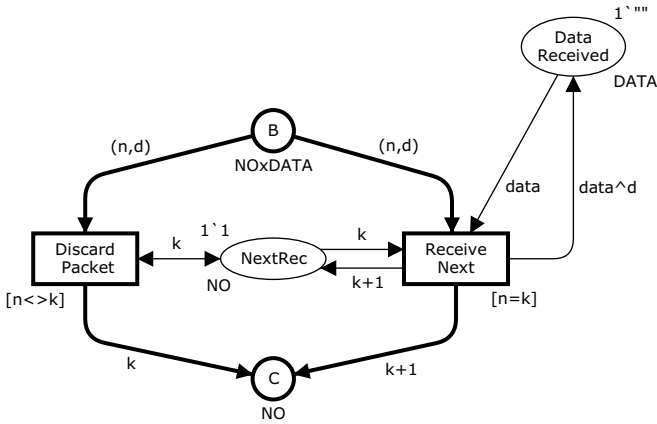 1`""
Data
Received
DATA
B
(n,d)
(n,d)
NOxDATA
data
data^d
1`1
k
k
Discard
Packet
NextRec
Receive
Next
k+1
NO
[n<>k]
[n=k]
k
k+1
C
NO